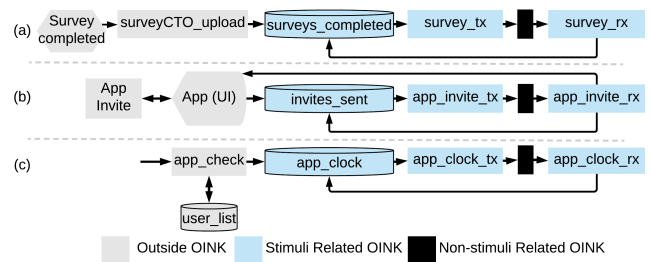 (a) Survey completed surveyCTO_upload surveys_completed survey_tx survey_rx
(b) App Invite App (UI) invites_sent app_invite_tx app_invite_rx
(c) app_check app_clock app_clock_tx app_clock_rx
user_list
Outside OINK Stimuli Related OINK Non-stimuli Related OINK